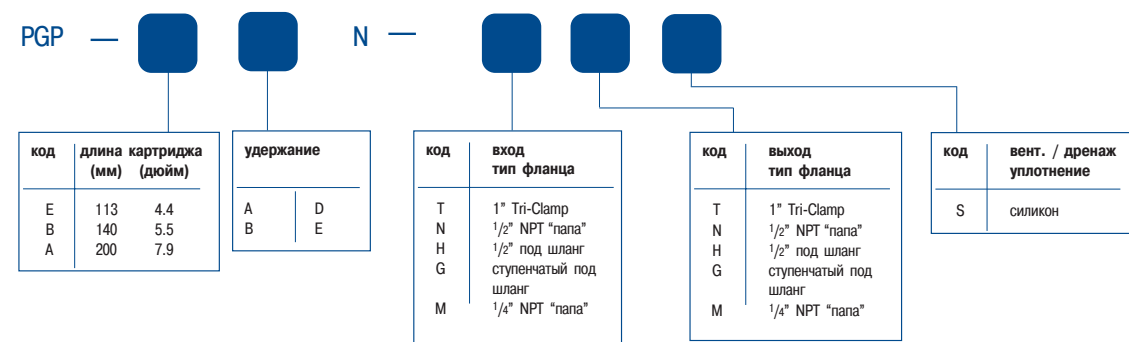 PGP — N —
код длина картриджа
(мм) (дюйм)
E 113 4.4
B 140 5.5
A 200 7.9
удержание
A D
B E
код вход
тип фланца
T 1” Tri-Clamp
N 1/2” NPT “папа”
H 1/2” под шланг
G ступенчатый под
шланг
M 1/4” NPT “папа”
код выход
тип фланца
T 1” Tri-Clamp
N 1/2” NPT “папа”
H 1/2” под шланг
G ступенчатый под
шланг
M 1/4” NPT “папа”
код вент. / дренаж
уплотнение
S силикон